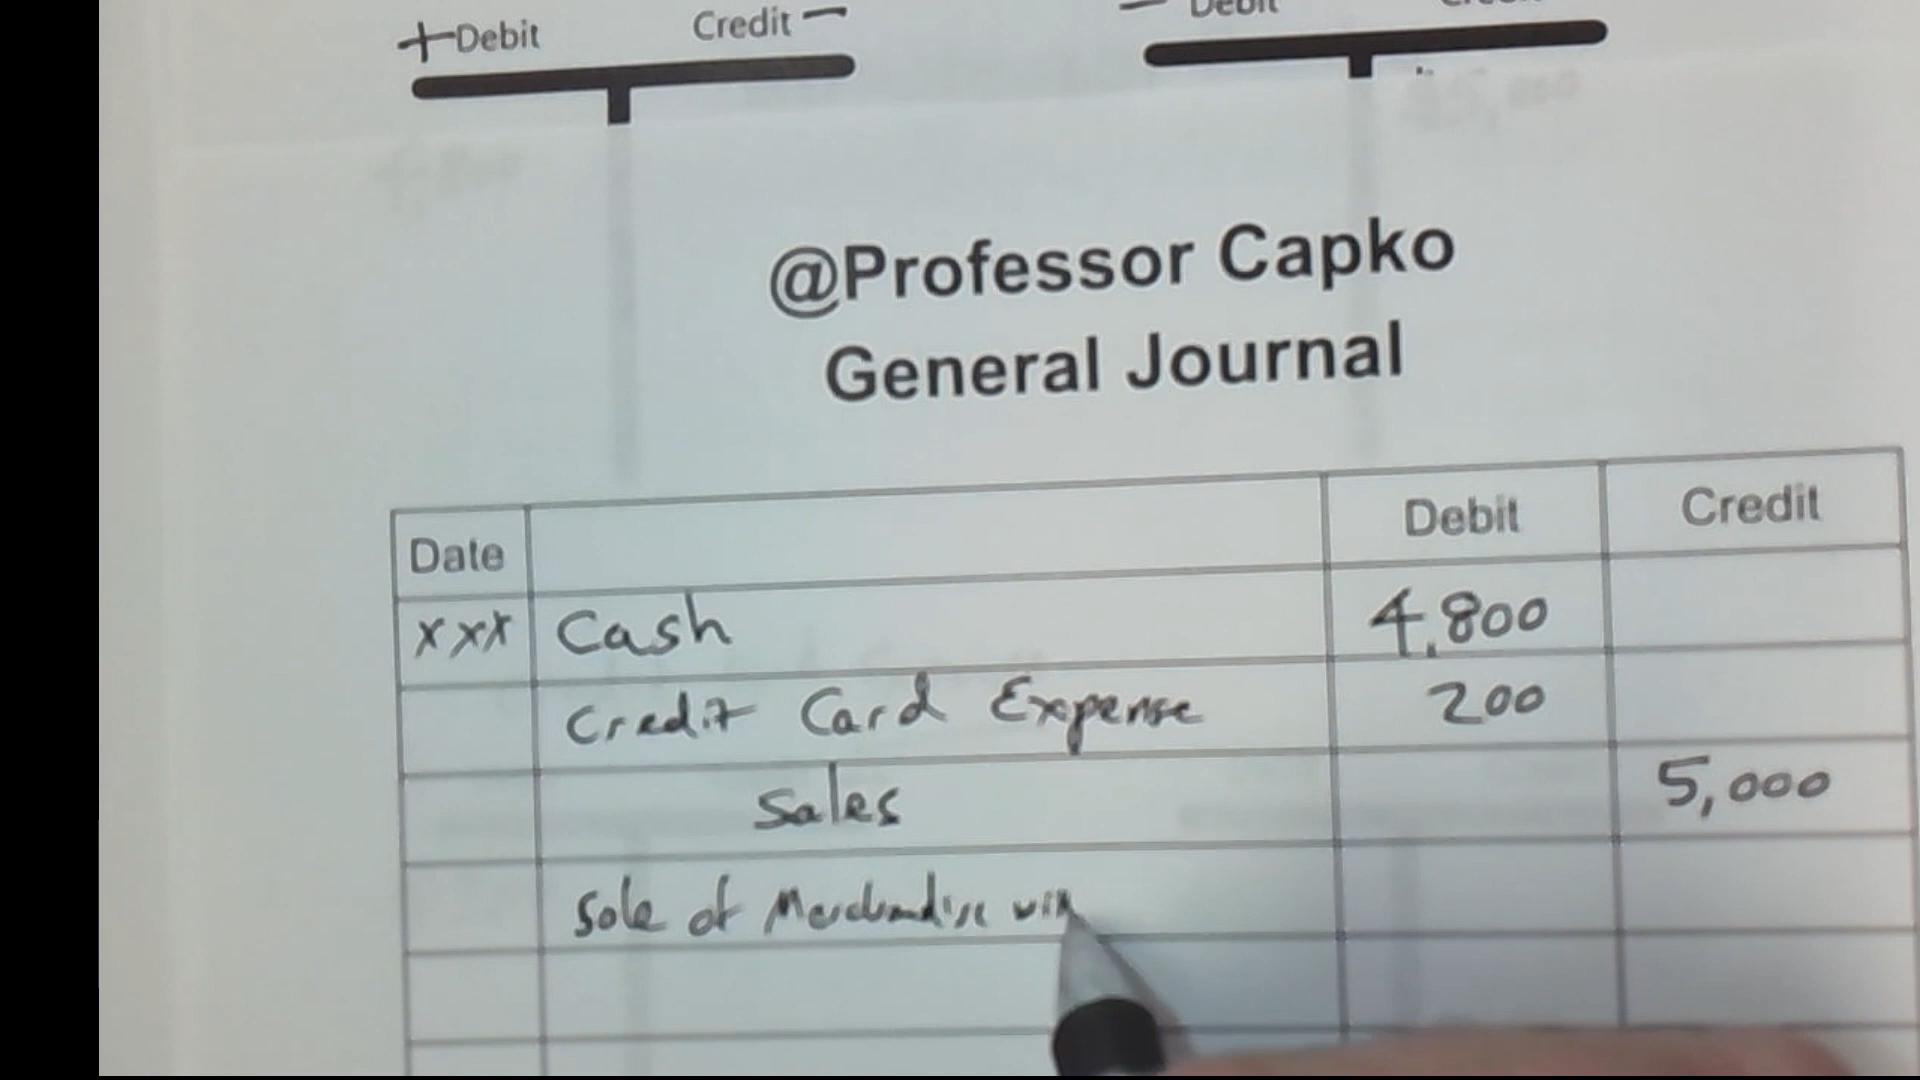 +Debit Credit −
− Debit
@Professor Capko
General Journal
Date Debit Credit
xxx Cash 4,800
Credit Card Expense 200
Sales 5,000
Sale of Merchandise